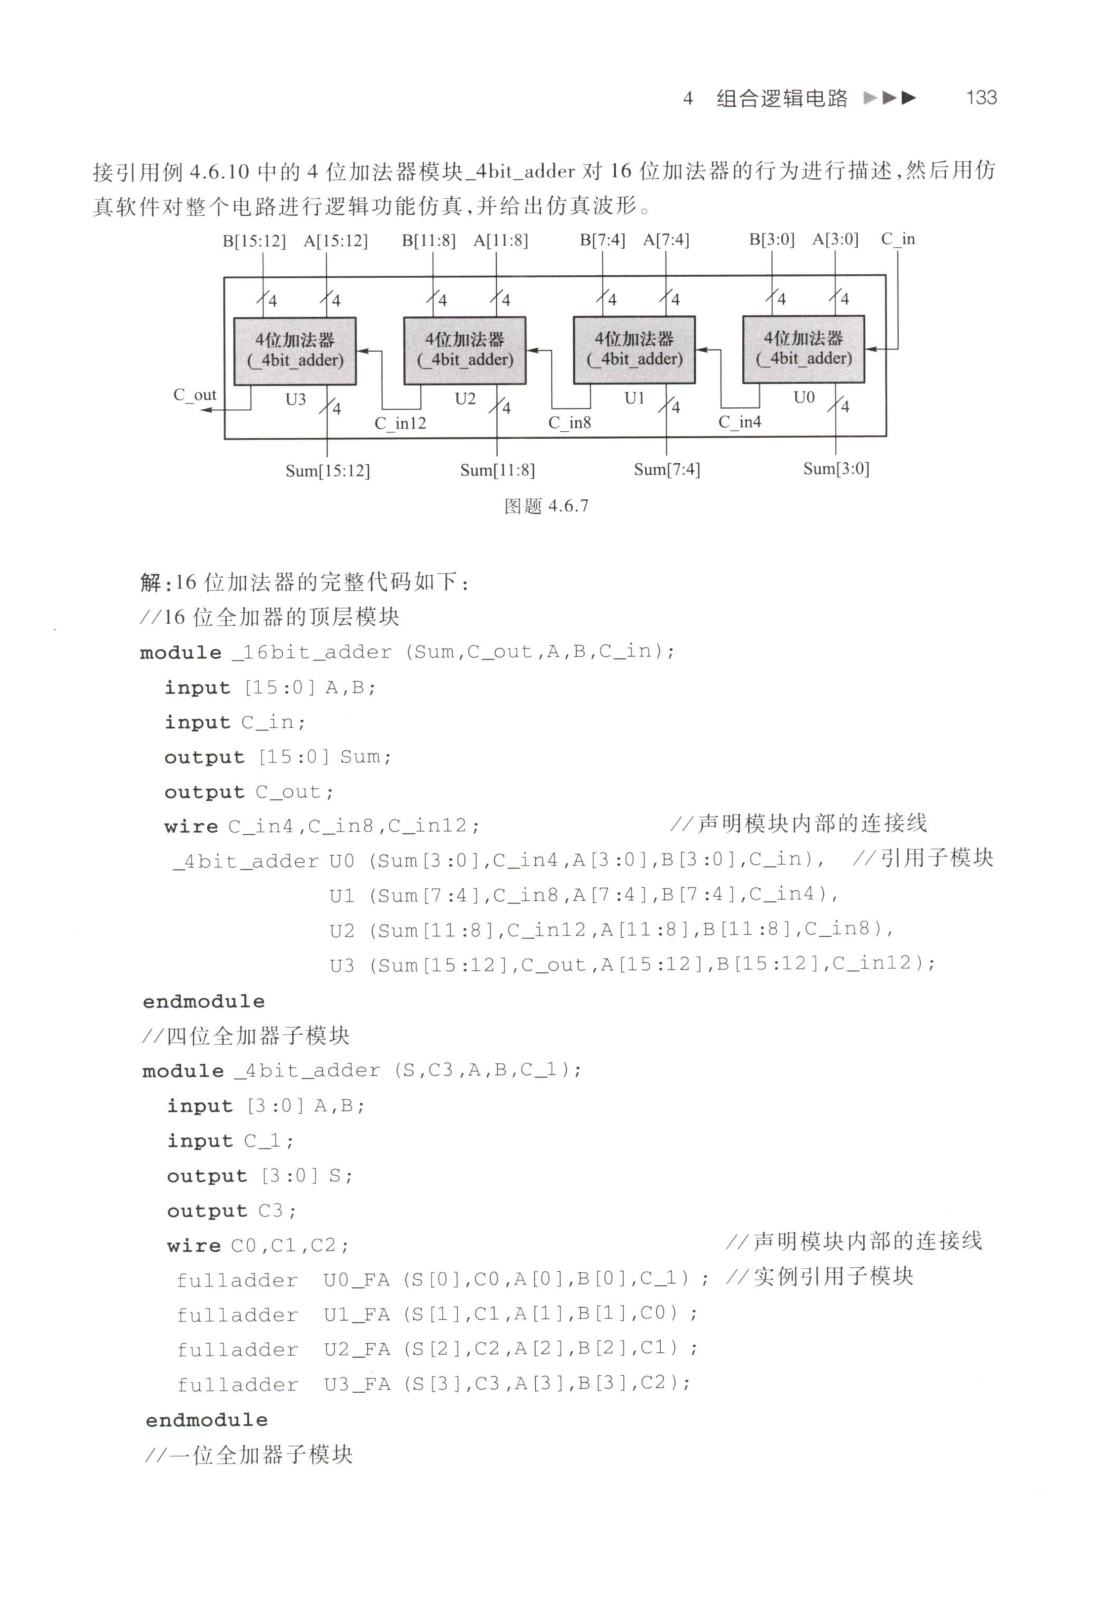 4 组合逻辑电路 ▶▶▶ 133
接引用例 4.6.10 中的 4 位加法器模块_4bit_adder 对 16 位加法器的行为进行描述,然后用仿
真软件对整个电路进行逻辑功能仿真,并给出仿真波形。
B[15:12] A[15:12] B[11:8] A[11:8] B[7:4] A[7:4] B[3:0] A[3:0] C_in
4 4 4 4 4 4 4 4
4位加法器 4位加法器 4位加法器 4位加法器
(_4bit_adder) (_4bit_adder) (_4bit_adder) (_4bit_adder)
C_out U3 4 U2 4 U1 4 U0 4
C_in12 C_in8 C_in4
Sum[15:12] Sum[11:8] Sum[7:4] Sum[3:0]
图题 4.6.7
解:16 位加法器的完整代码如下:
//16 位全加器的顶层模块
module _16bit_adder (Sum,C_out,A,B,C_in);
input [15:0] A,B;
input C_in;
output [15:0] Sum;
output C_out;
wire C_in4,C_in8,C_in12; //声明模块内部的连接线
_4bit_adder U0 (Sum[3:0],C_in4,A[3:0],B[3:0],C_in), //引用子模块
U1 (Sum[7:4],C_in8,A[7:4],B[7:4],C_in4),
U2 (Sum[11:8],C_in12,A[11:8],B[11:8],C_in8),
U3 (Sum[15:12],C_out,A[15:12],B[15:12],C_in12);
endmodule
//四位全加器子模块
module _4bit_adder (S,C3,A,B,C_1);
input [3:0] A,B;
input C_1;
output [3:0] S;
output C3;
wire C0,C1,C2; //声明模块内部的连接线
fulladder U0_FA (S[0],C0,A[0],B[0],C_1); //实例引用子模块
fulladder U1_FA (S[1],C1,A[1],B[1],C0);
fulladder U2_FA (S[2],C2,A[2],B[2],C1);
fulladder U3_FA (S[3],C3,A[3],B[3],C2);
endmodule
//一位全加器子模块